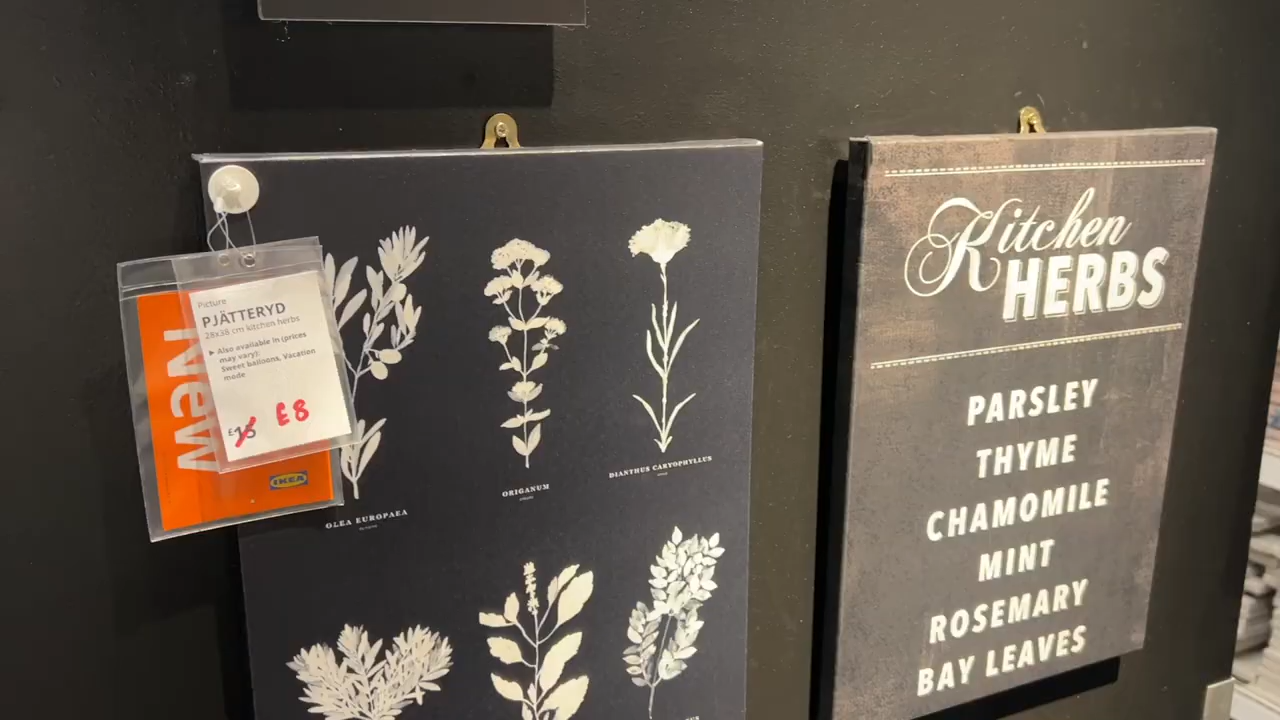 Picture
PJÄTTERYD
28x38 cm kitchen herbs
▶ Also available in (prices
may vary):
Sweet balloons, Vacation
mode
£8
New
IKEA
OLEA EUROPAEA
ORIGANUM
DIANTHUS CARYOPHYLLUS
Kitchen
HERBS
PARSLEY
THYME
CHAMOMILE
MINT
ROSEMARY
BAY LEAVES